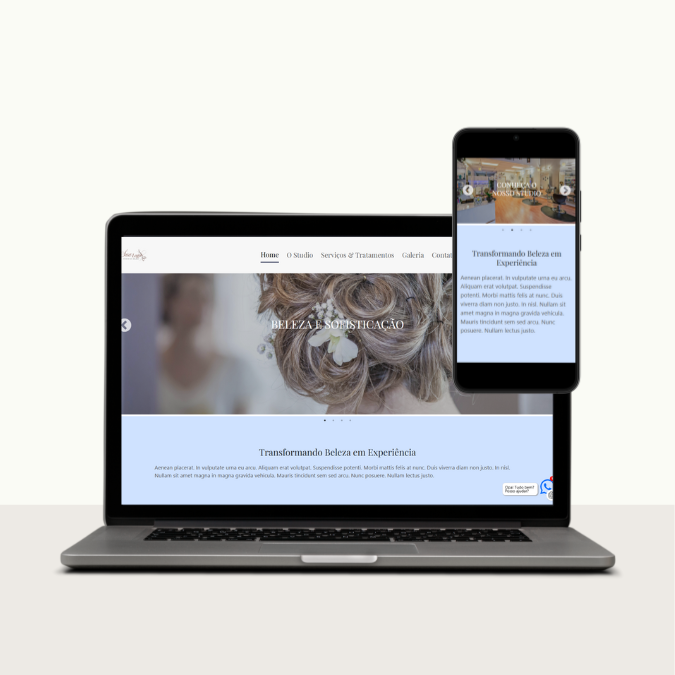 Home O Studio Serviços & Tratamentos Galeria
BELEZA E SOFISTICAÇÃO
Transformando Beleza em Experiência
Aenean placerat. In vulputate urna eu arcu. Aliquam erat volutpat. Suspendisse potenti. Morbi mattis felis at nunc. Duis viverra diam non justo. In nisl.
Nullam sit amet magna in magna gravida vehicula. Mauris tincidunt sem sed arcu. Nunc posuere. Nullam lectus justo.
Olá! Tudo bem?
Posso ajudar?
CONHEÇA O
NOSSO STUDIO
Transformando Beleza em
Experiência
Aenean placerat. In vulputate urna eu arcu.
Aliquam erat volutpat. Suspendisse
potenti. Morbi mattis felis at nunc. Duis
viverra diam non justo. In nisl. Nullam sit
amet magna in magna gravida vehicula.
Mauris tincidunt sem sed arcu. Nunc
posuere. Nullam lectus justo.